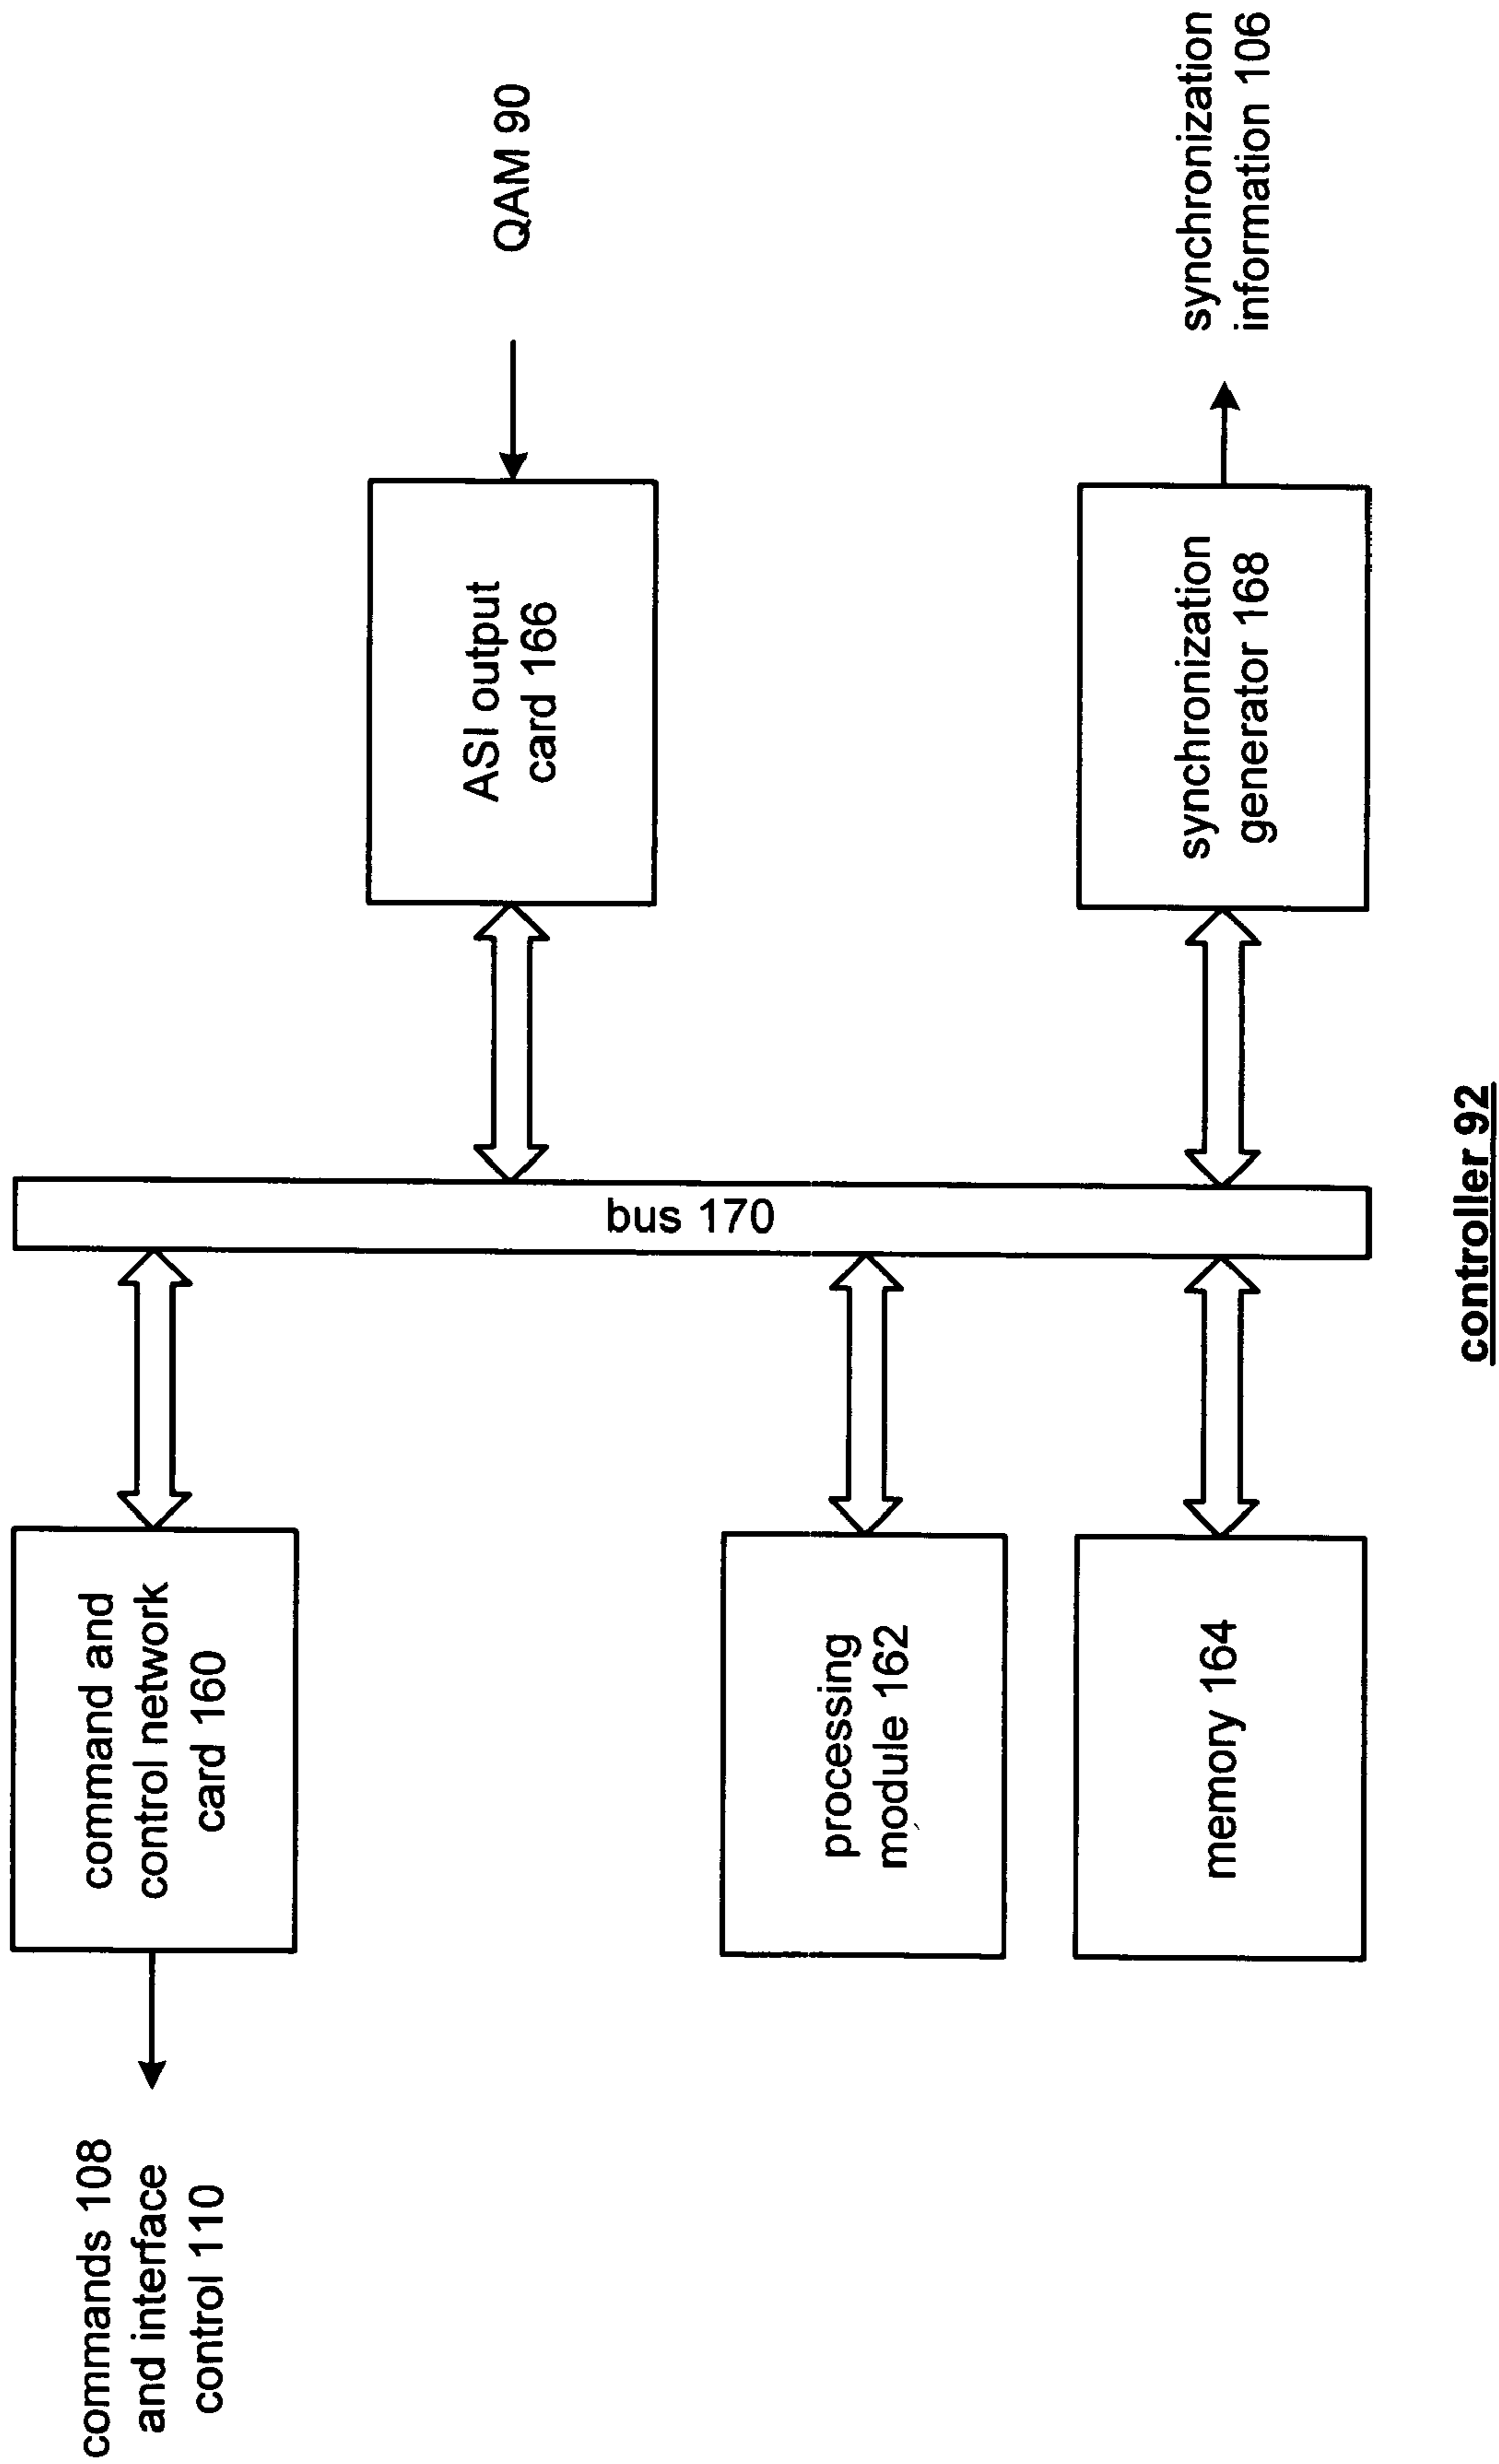 commands 108
and interface
control 110
command and
control network
card 160
processing
module 162
memory 164
bus 170
ASI output
card 166
QAM 90
synchronization
generator 168
synchronization
information 106
controller 92